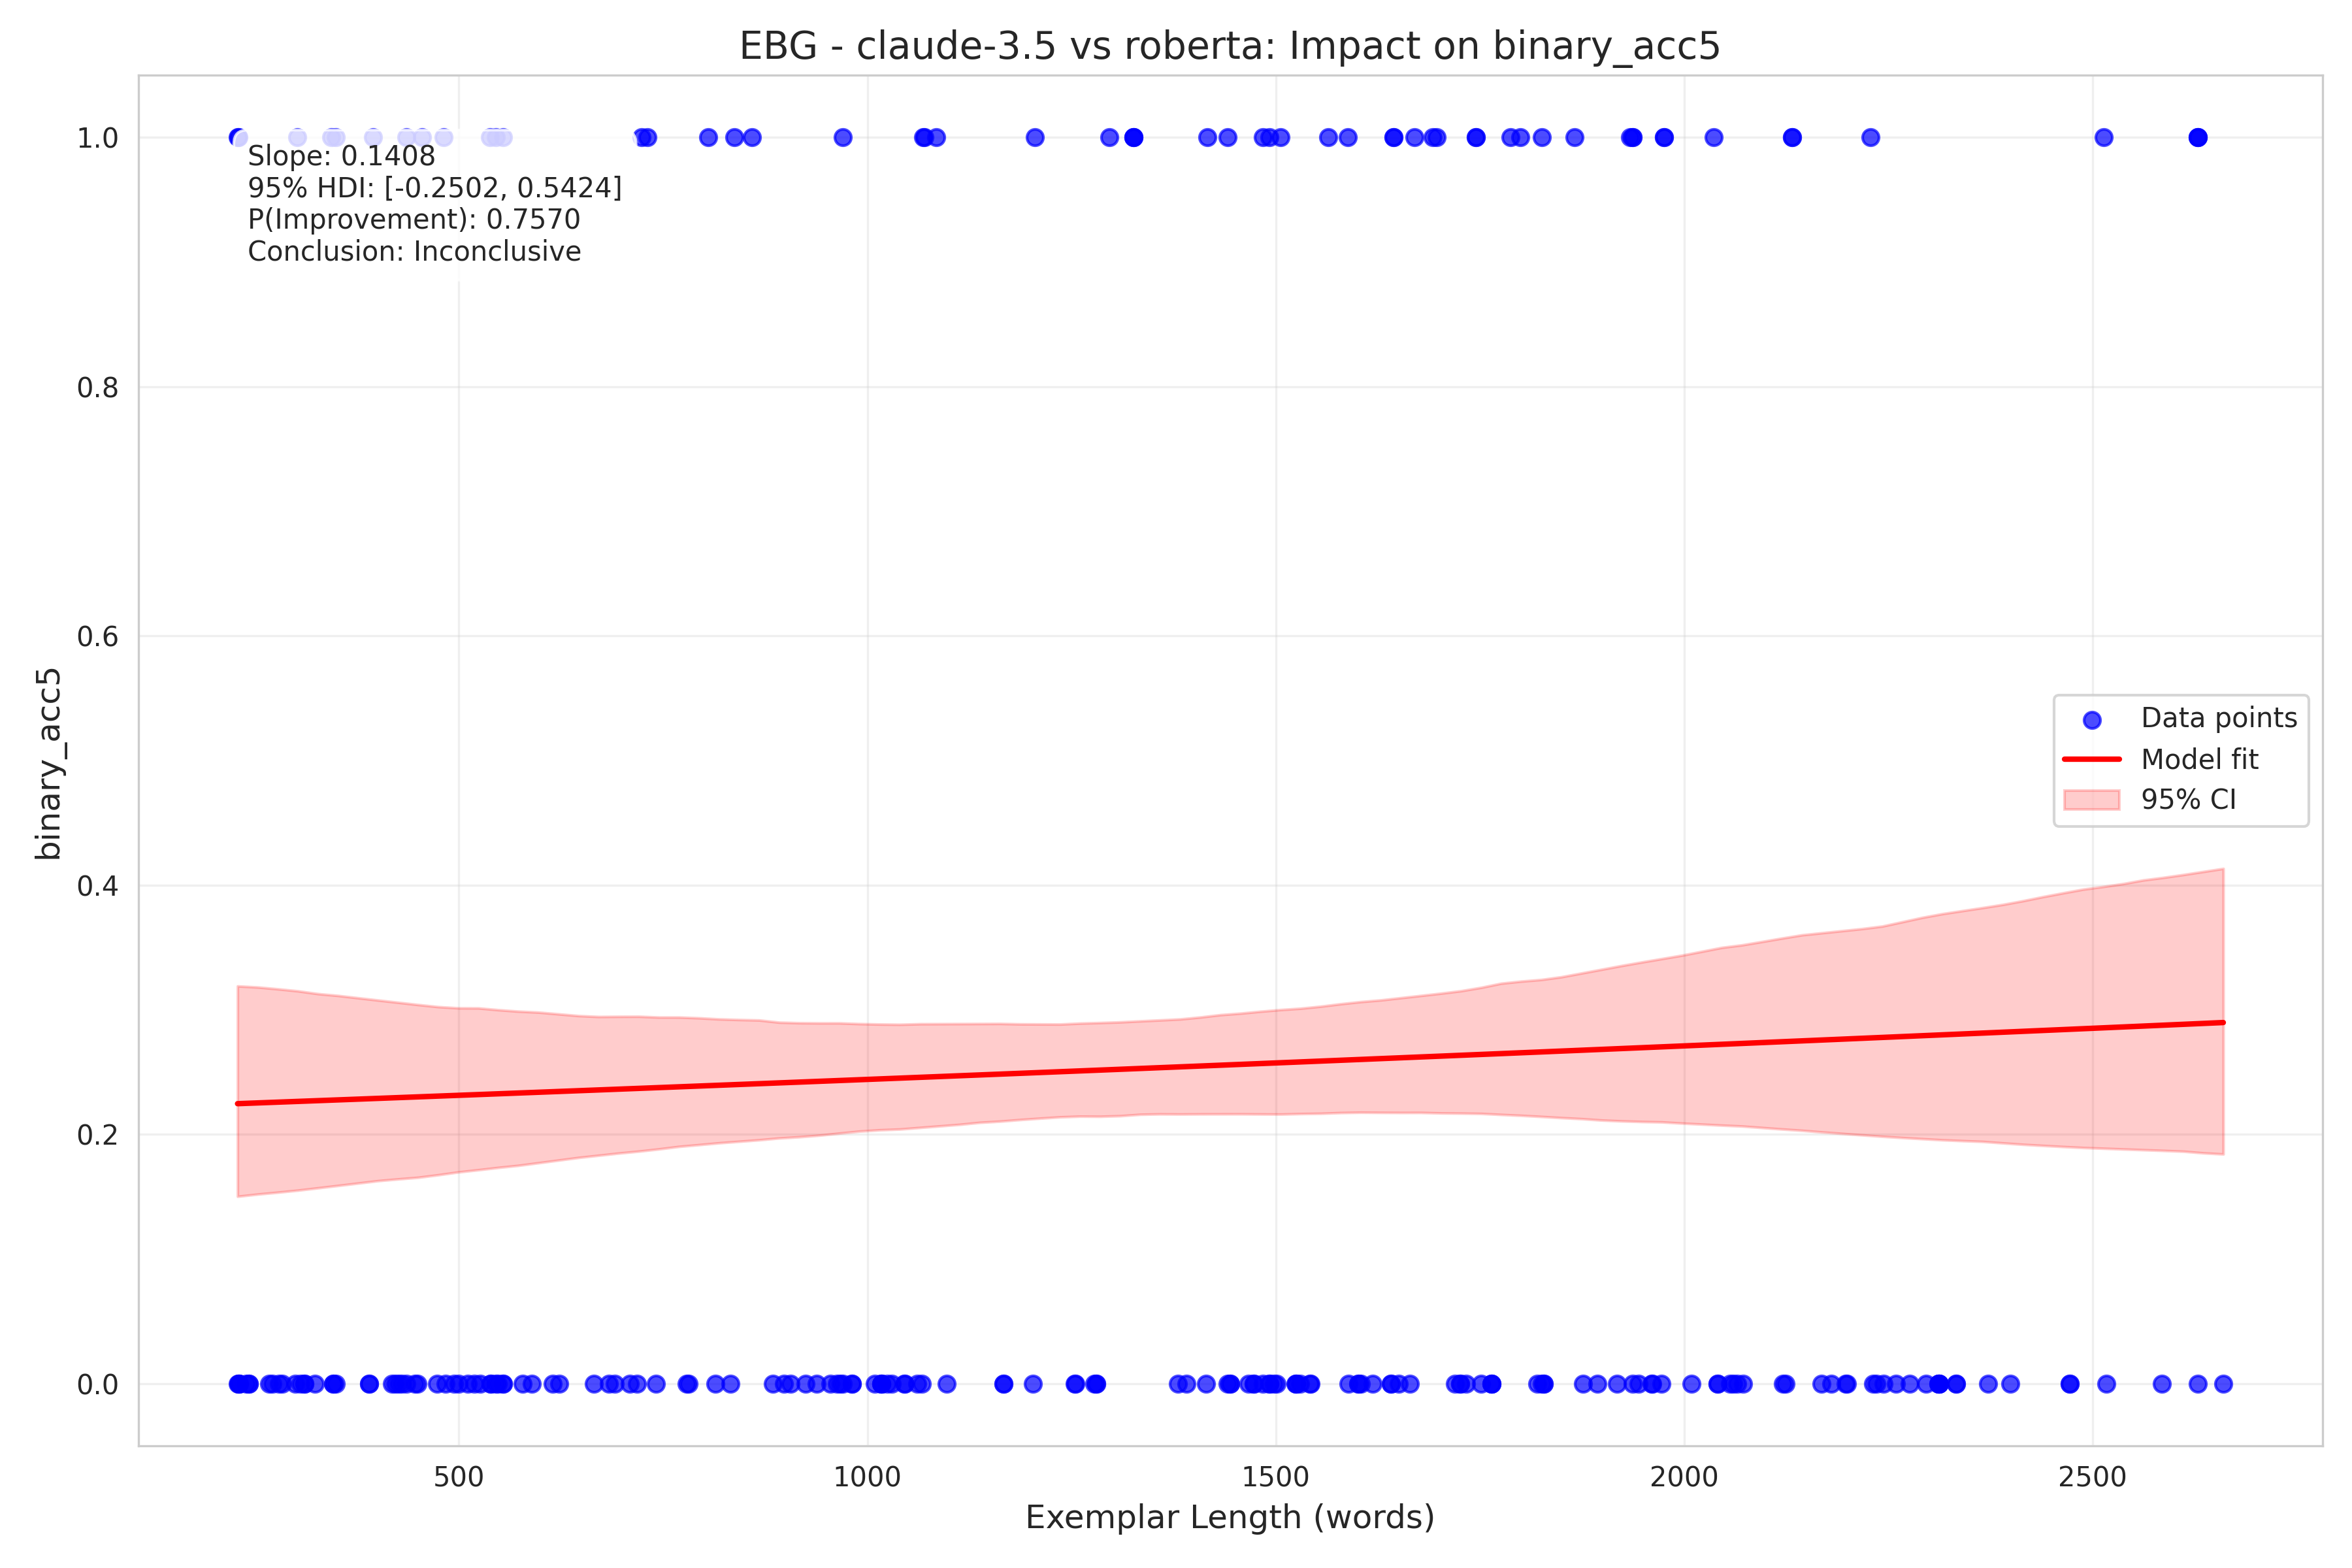 EBG - claude-3.5 vs roberta: Impact on binary_acc5
1.0
0.8
0.6
0.4
0.2
0.0
binary_acc5
Slope: 0.1408
95% HDI: [-0.2502, 0.5424]
P(Improvement): 0.7570
Conclusion: Inconclusive
Data points
Model fit
95% CI
500 1000 1500 2000 2500
Exemplar Length (words)